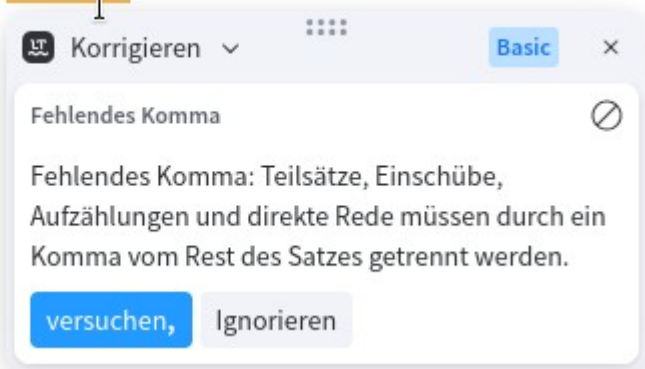 LT Korrigieren Basic
Fehlendes Komma
Fehlendes Komma: Teilsätze, Einschübe,
Aufzählungen und direkte Rede müssen durch ein
Komma vom Rest des Satzes getrennt werden.
versuchen, Ignorieren